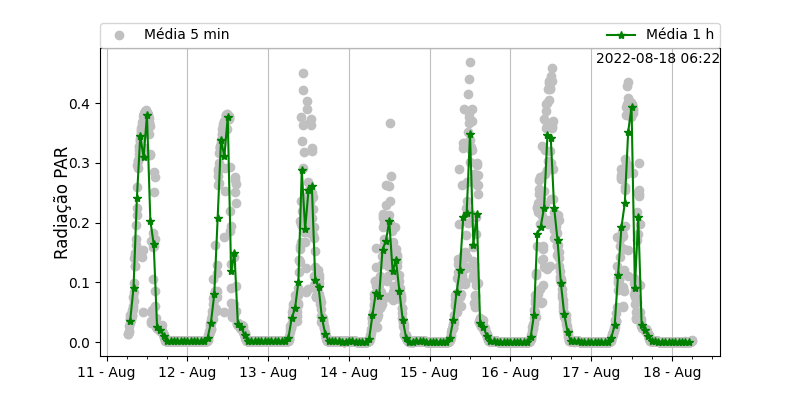 Média 5 min
Média 1 h
2022-08-18 06:22
Radiação PAR
0.4
0.3
0.2
0.1
0.0
11 - Aug
12 - Aug
13 - Aug
14 - Aug
15 - Aug
16 - Aug
17 - Aug
18 - Aug